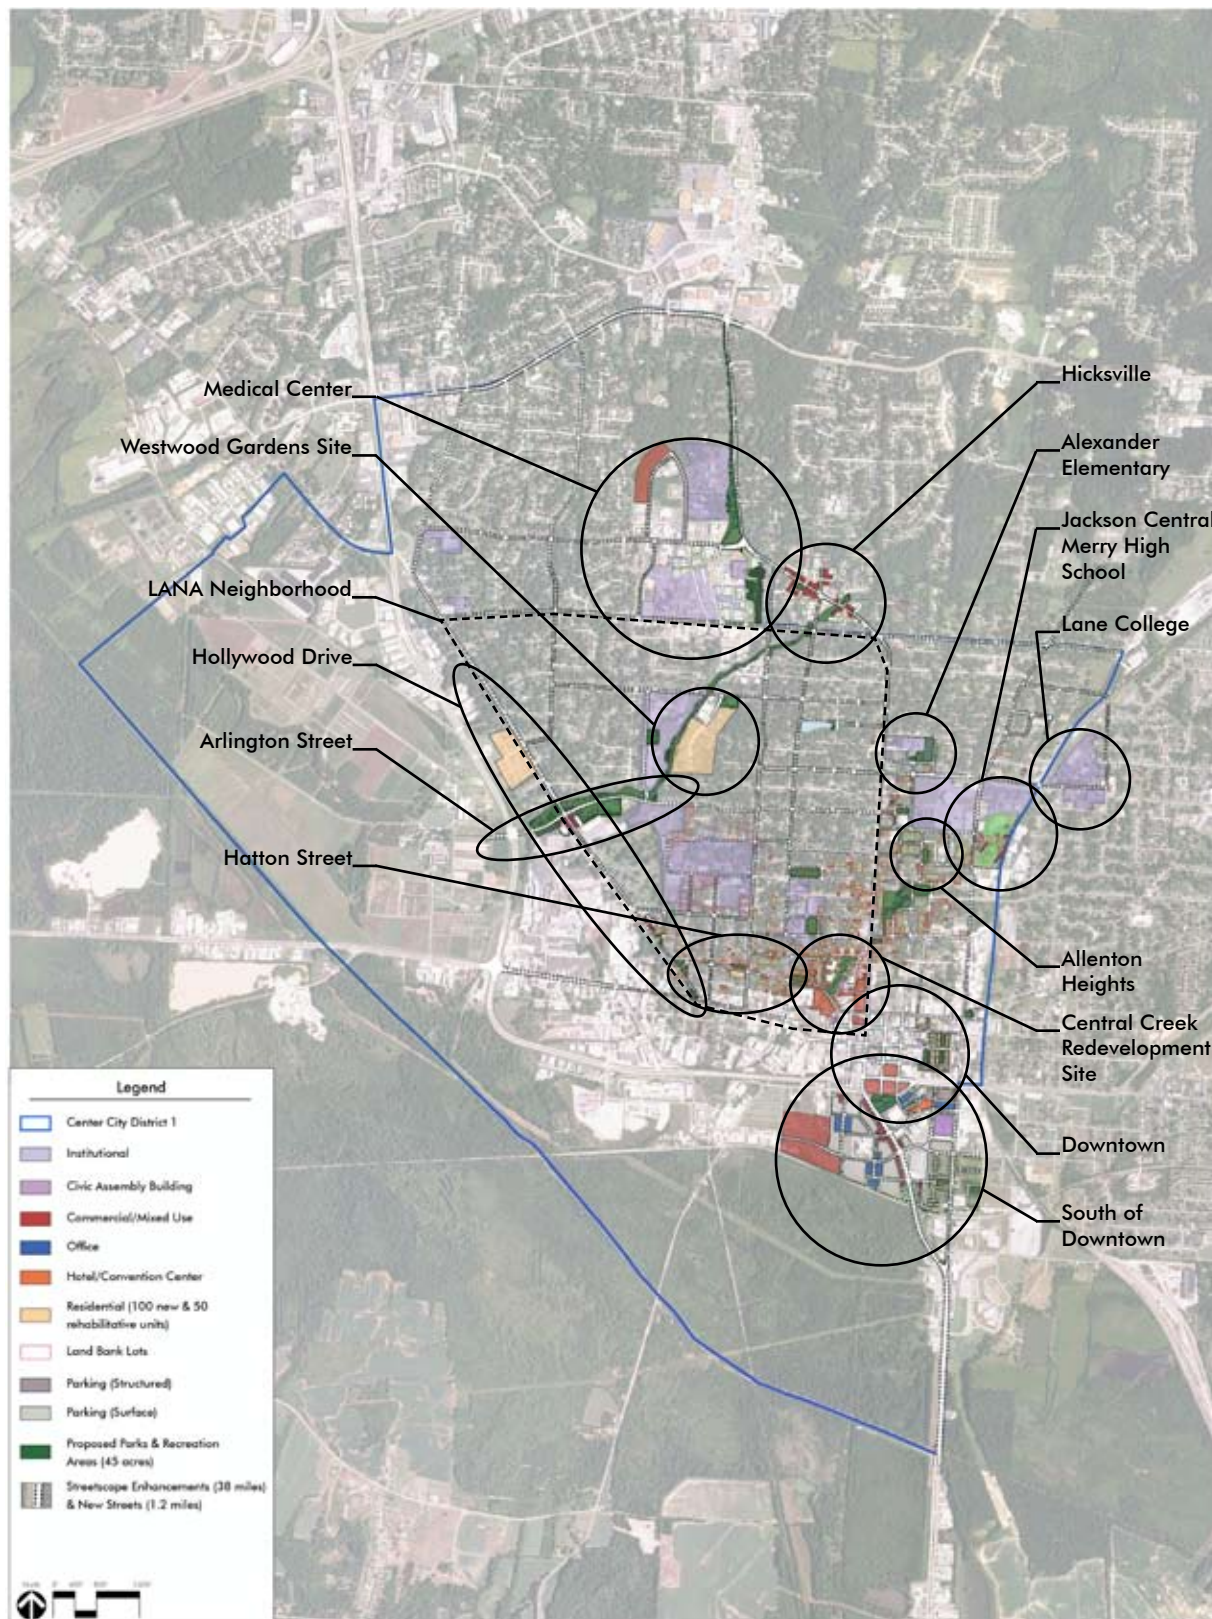 Medical Center
Westwood Gardens Site
LANA Neighborhood
Hollywood Drive
Arlington Street
Hatton Street
Hicksville
Alexander
Elementary
Jackson Central
Merry High
School
Lane College
Allenton
Heights
Central Creek
Redevelopment
Site
Downtown
South of
Downtown
Legend
Center City District 1
Institutional
Civic Assembly Building
Commercial/Mixed Use
Office
Hotel/Convention Center
Residential (100 new & 50
rehabilitative units)
Land Bank Lots
Parking (Structured)
Parking (Surface)
Proposed Parks & Recreation
Areas (45 acres)
Streetscape Enhancements (38 miles)
& New Streets (1.2 miles)